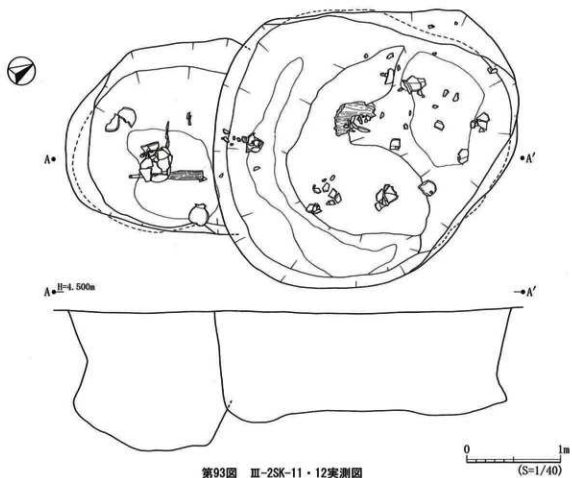 A A'
A H=4.500m A'
0 1m
(S=1/40)
第93図 Ⅲ-2SK-11・12実測図